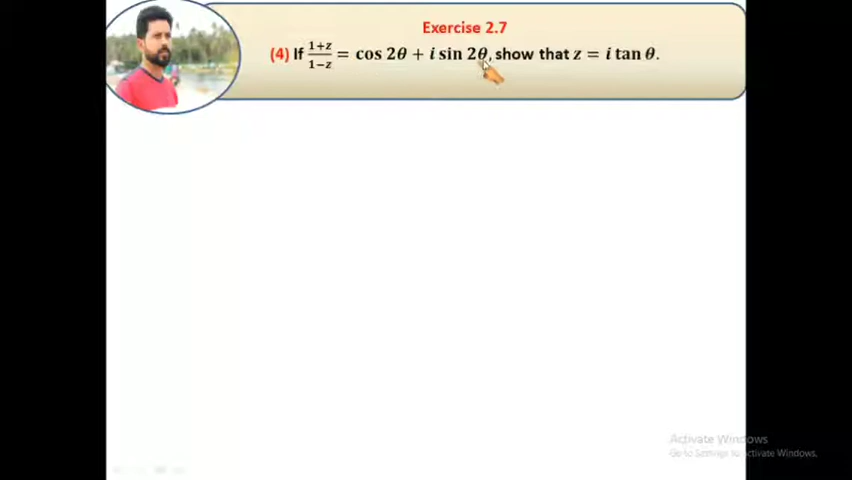 Exercise 2.7
(4) If \frac{1+z}{1-z} = cos 2θ + i sin 2θ, show that z = i tan θ.
Activate Windows
Go to Settings to activate Windows.